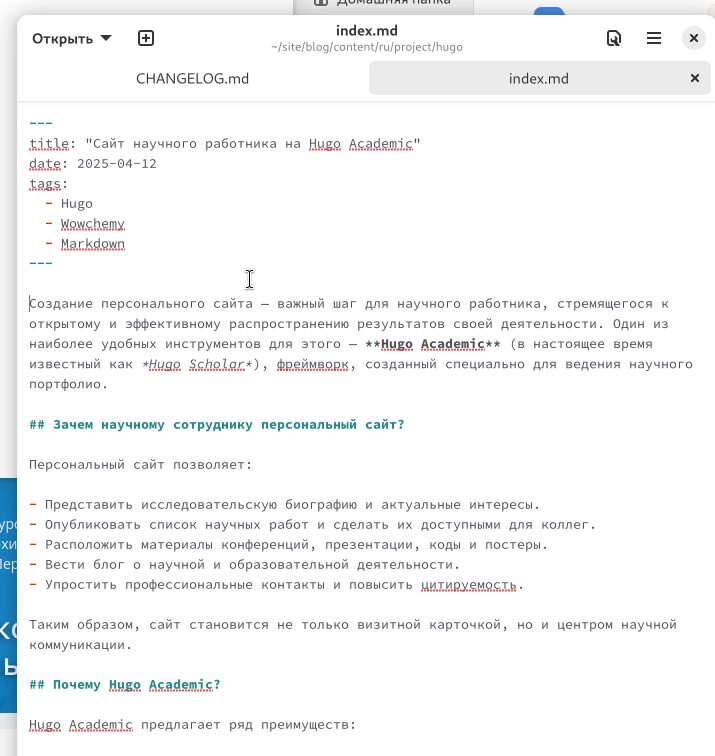 Домашняя папка
Открыть
index.md
~/site/blog/content/ru/project/hugo
CHANGELOG.md
index.md
---
title: "Сайт научного работника на Hugo Academic"
date: 2025-04-12
tags:
- Hugo
- Wowchemy
- Markdown
---
Создание персонального сайта — важный шаг для научного работника, стремящегося к
открытому и эффективному распространению результатов своей деятельности. Один из
наиболее удобных инструментов для этого — **Hugo Academic** (в настоящее время
известный как *Hugo Scholar*), фреймворк, созданный специально для ведения научного
портфолио.
## Зачем научному сотруднику персональный сайт?
Персональный сайт позволяет:
- Представить исследовательскую биографию и актуальные интересы.
- Опубликовать список научных работ и сделать их доступными для коллег.
- Расположить материалы конференций, презентации, коды и постеры.
- Вести блог о научной и образовательной деятельности.
- Упростить профессиональные контакты и повысить цитируемость.
Таким образом, сайт становится не только визитной карточкой, но и центром научной
коммуникации.
## Почему Hugo Academic?
Hugo Academic предлагает ряд преимуществ: